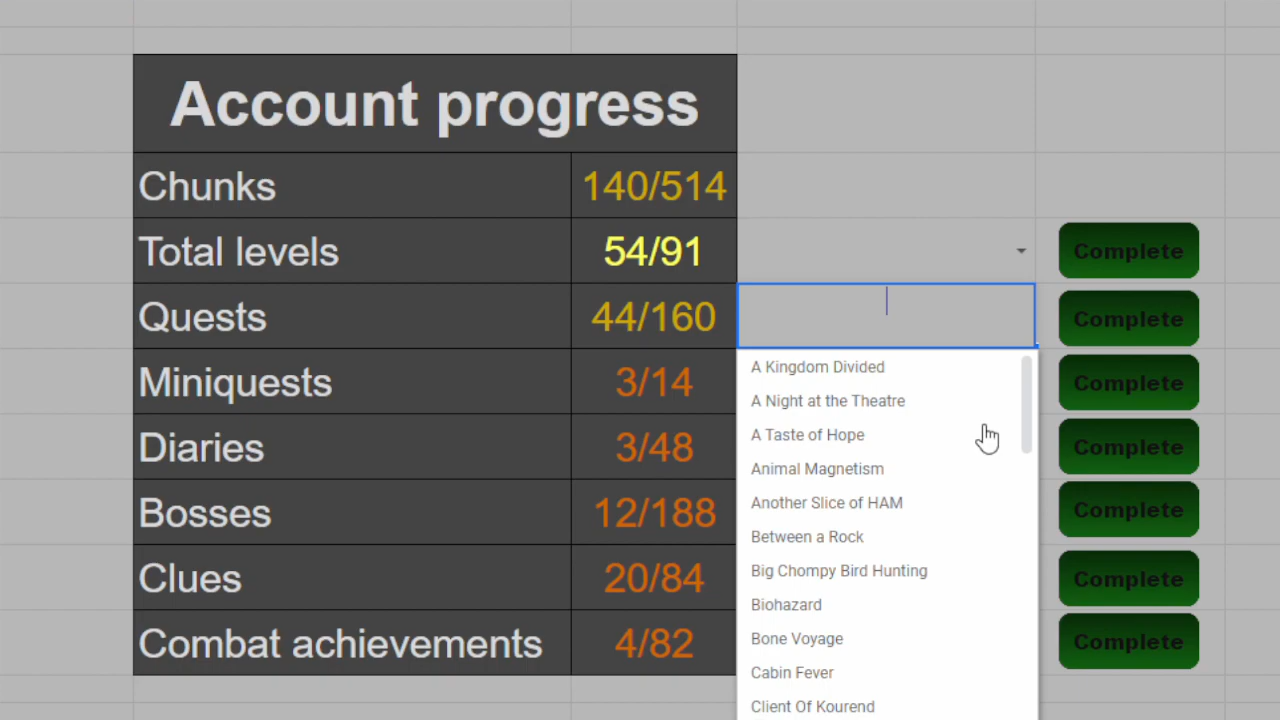 Account progress
Chunks 140/514
Total levels 54/91 Complete
Quests 44/160 Complete
Miniquests 3/14 Complete
Diaries 3/48 Complete
Bosses 12/188 Complete
Clues 20/84 Complete
Combat achievements 4/82 Complete
A Kingdom Divided
A Night at the Theatre
A Taste of Hope
Animal Magnetism
Another Slice of HAM
Between a Rock
Big Chompy Bird Hunting
Biohazard
Bone Voyage
Cabin Fever
Client Of Kourend